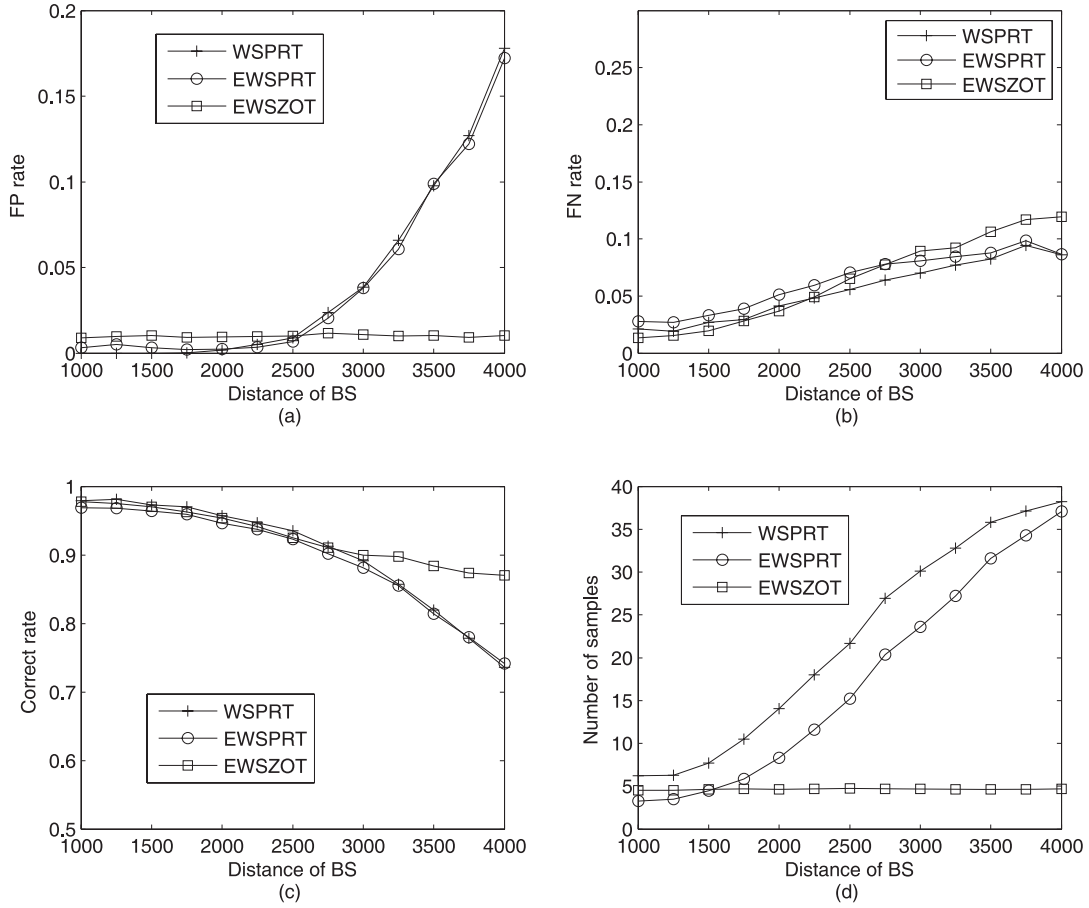 0.2
0.15
0.1
0.05
0
FP rate
WSPRT
EWSPRT
EWSZOT
1000 1500 2000 2500 3000 3500 4000
Distance of BS
(a)
0.25
0.2
0.15
0.1
0.05
0
FN rate
WSPRT
EWSPRT
EWSZOT
1000 1500 2000 2500 3000 3500 4000
Distance of BS
(b)
1
0.9
0.8
0.7
0.6
0.5
Correct rate
WSPRT
EWSPRT
EWSZOT
1000 1500 2000 2500 3000 3500 4000
Distance of BS
(c)
40
35
30
25
20
15
10
5
0
Number of samples
WSPRT
EWSPRT
EWSZOT
1000 1500 2000 2500 3000 3500 4000
Distance of BS
(d)